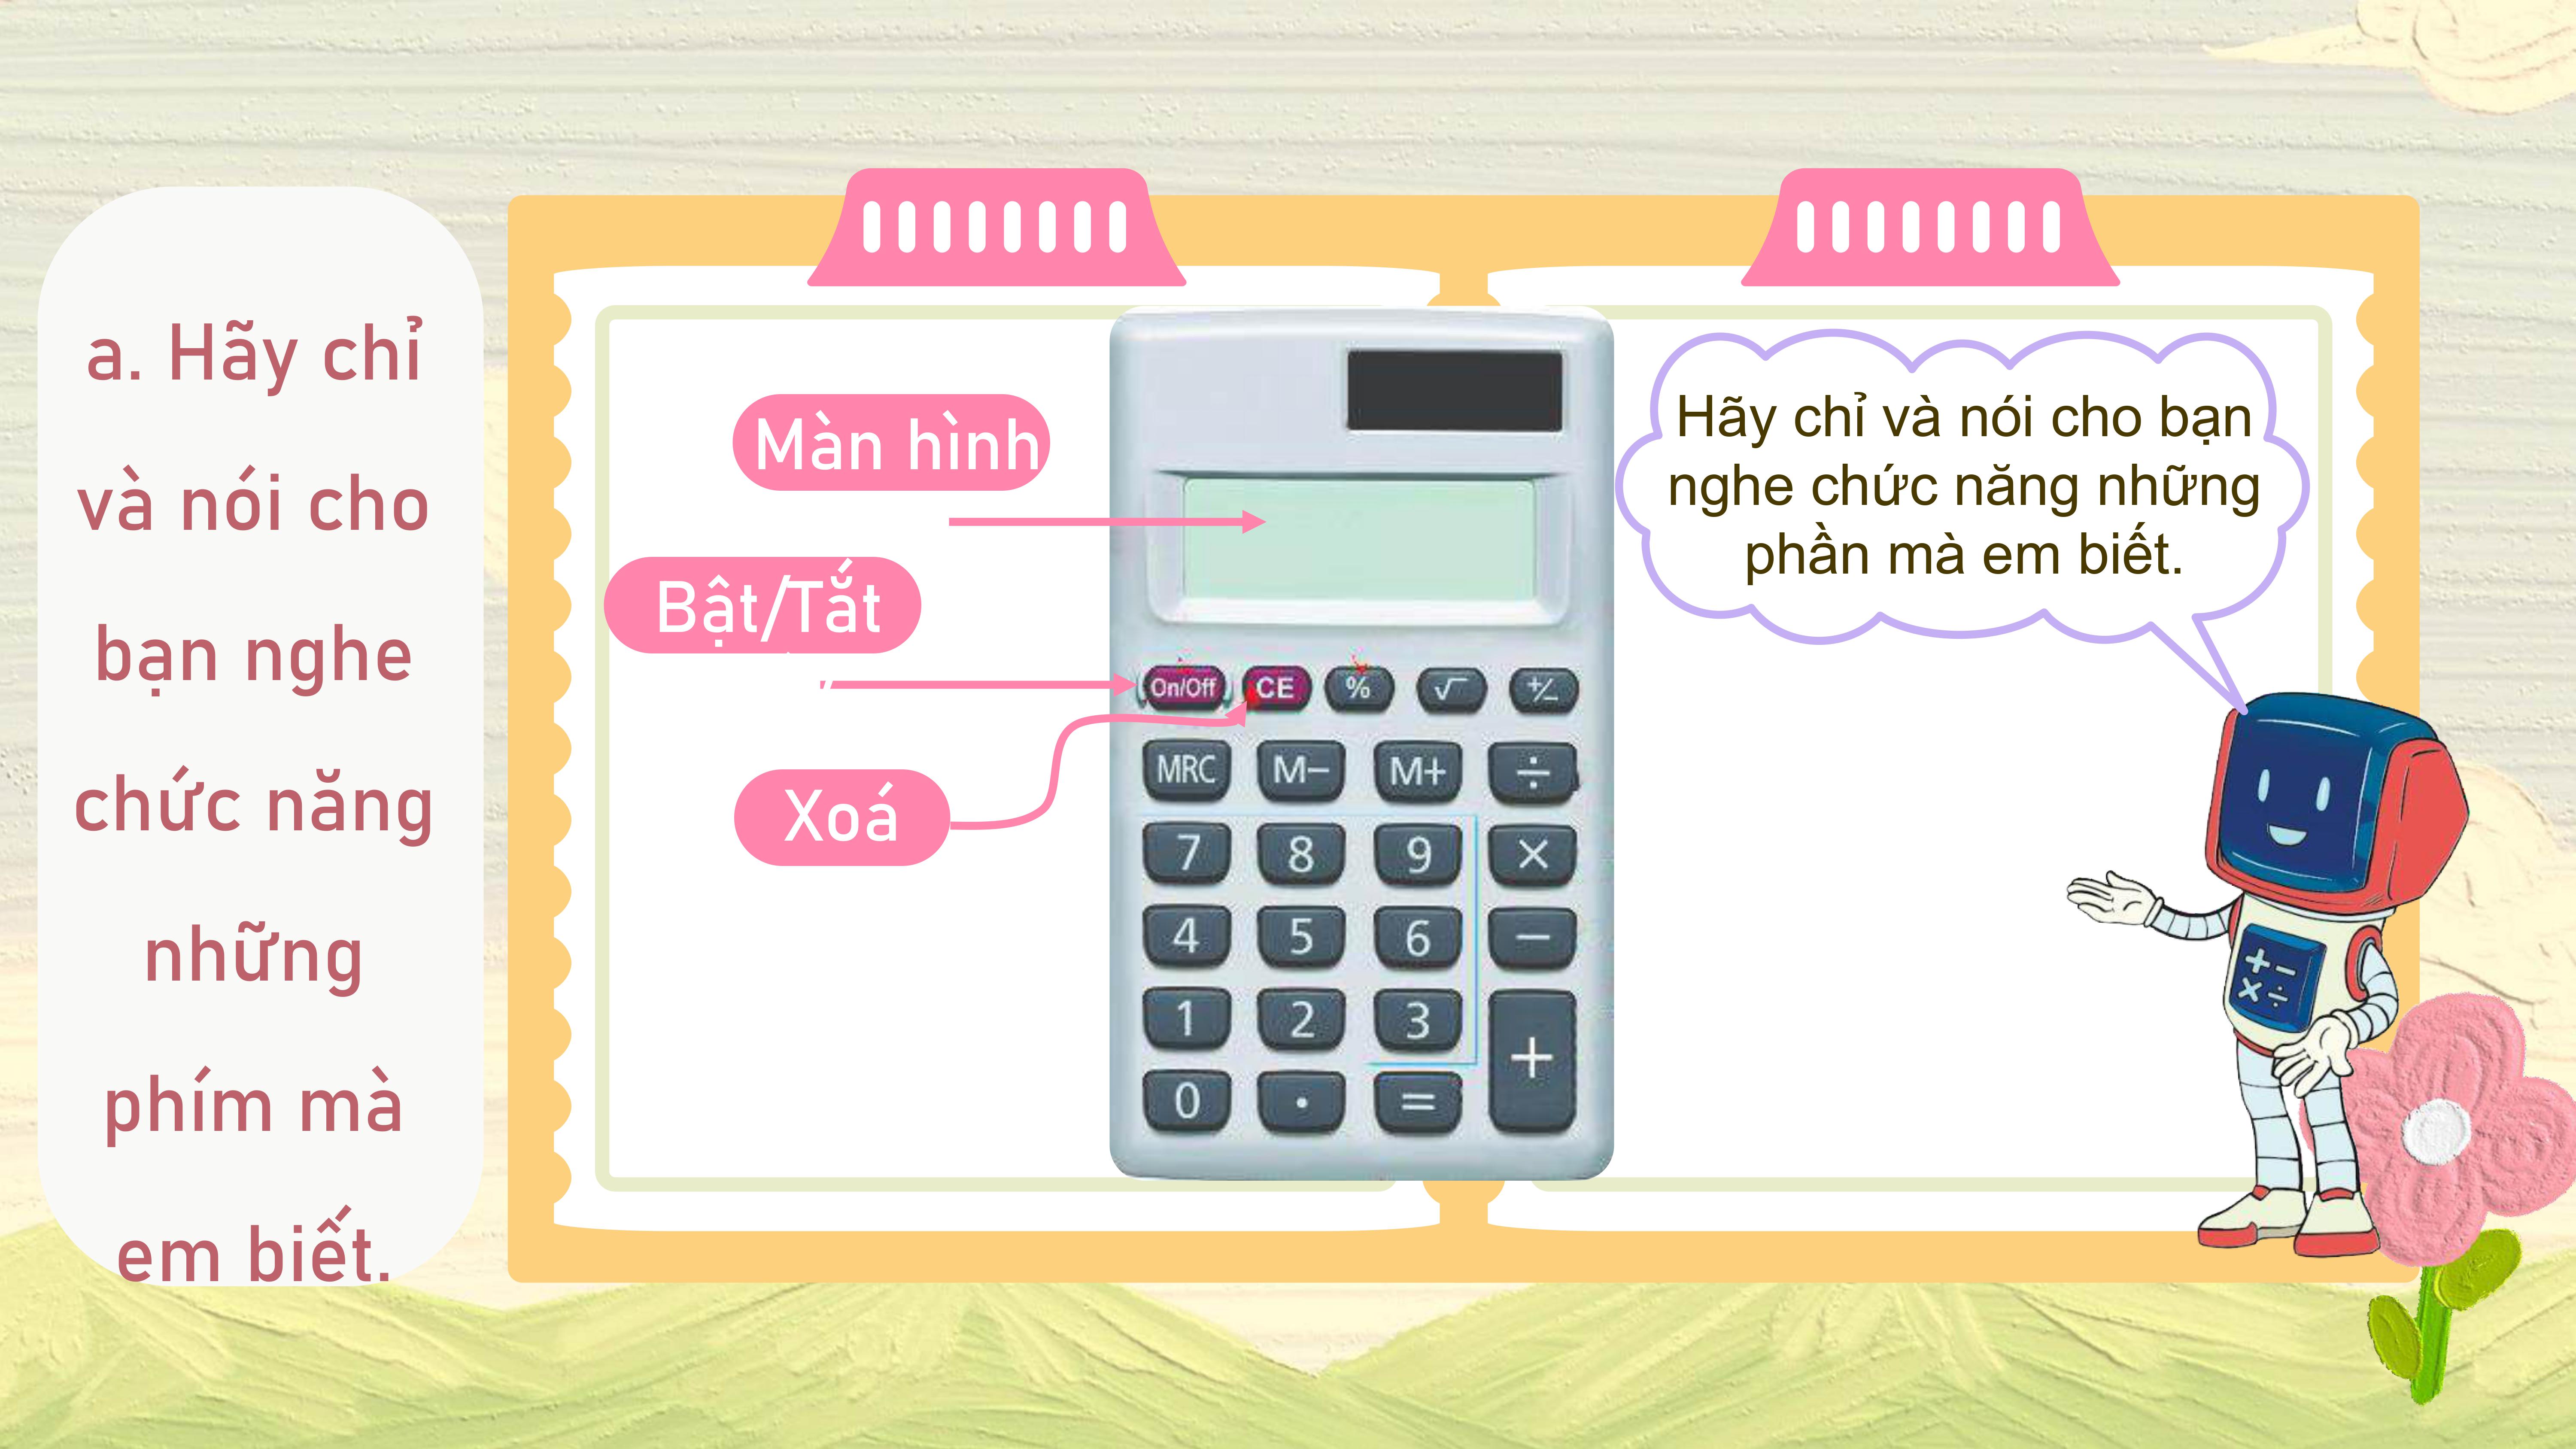 a. Hãy chỉ
và nói cho
bạn nghe
chức năng
những
phím mà
em biết.
Màn hình
Bật/Tắt
Xoá
Hãy chỉ và nói cho bạn
nghe chức năng những
phần mà em biết.
On/Off CE % √ +/−
MRC M− M+ ÷
7 8 9 ×
4 5 6 −
1 2 3 +
0 . =
+ −
× ÷